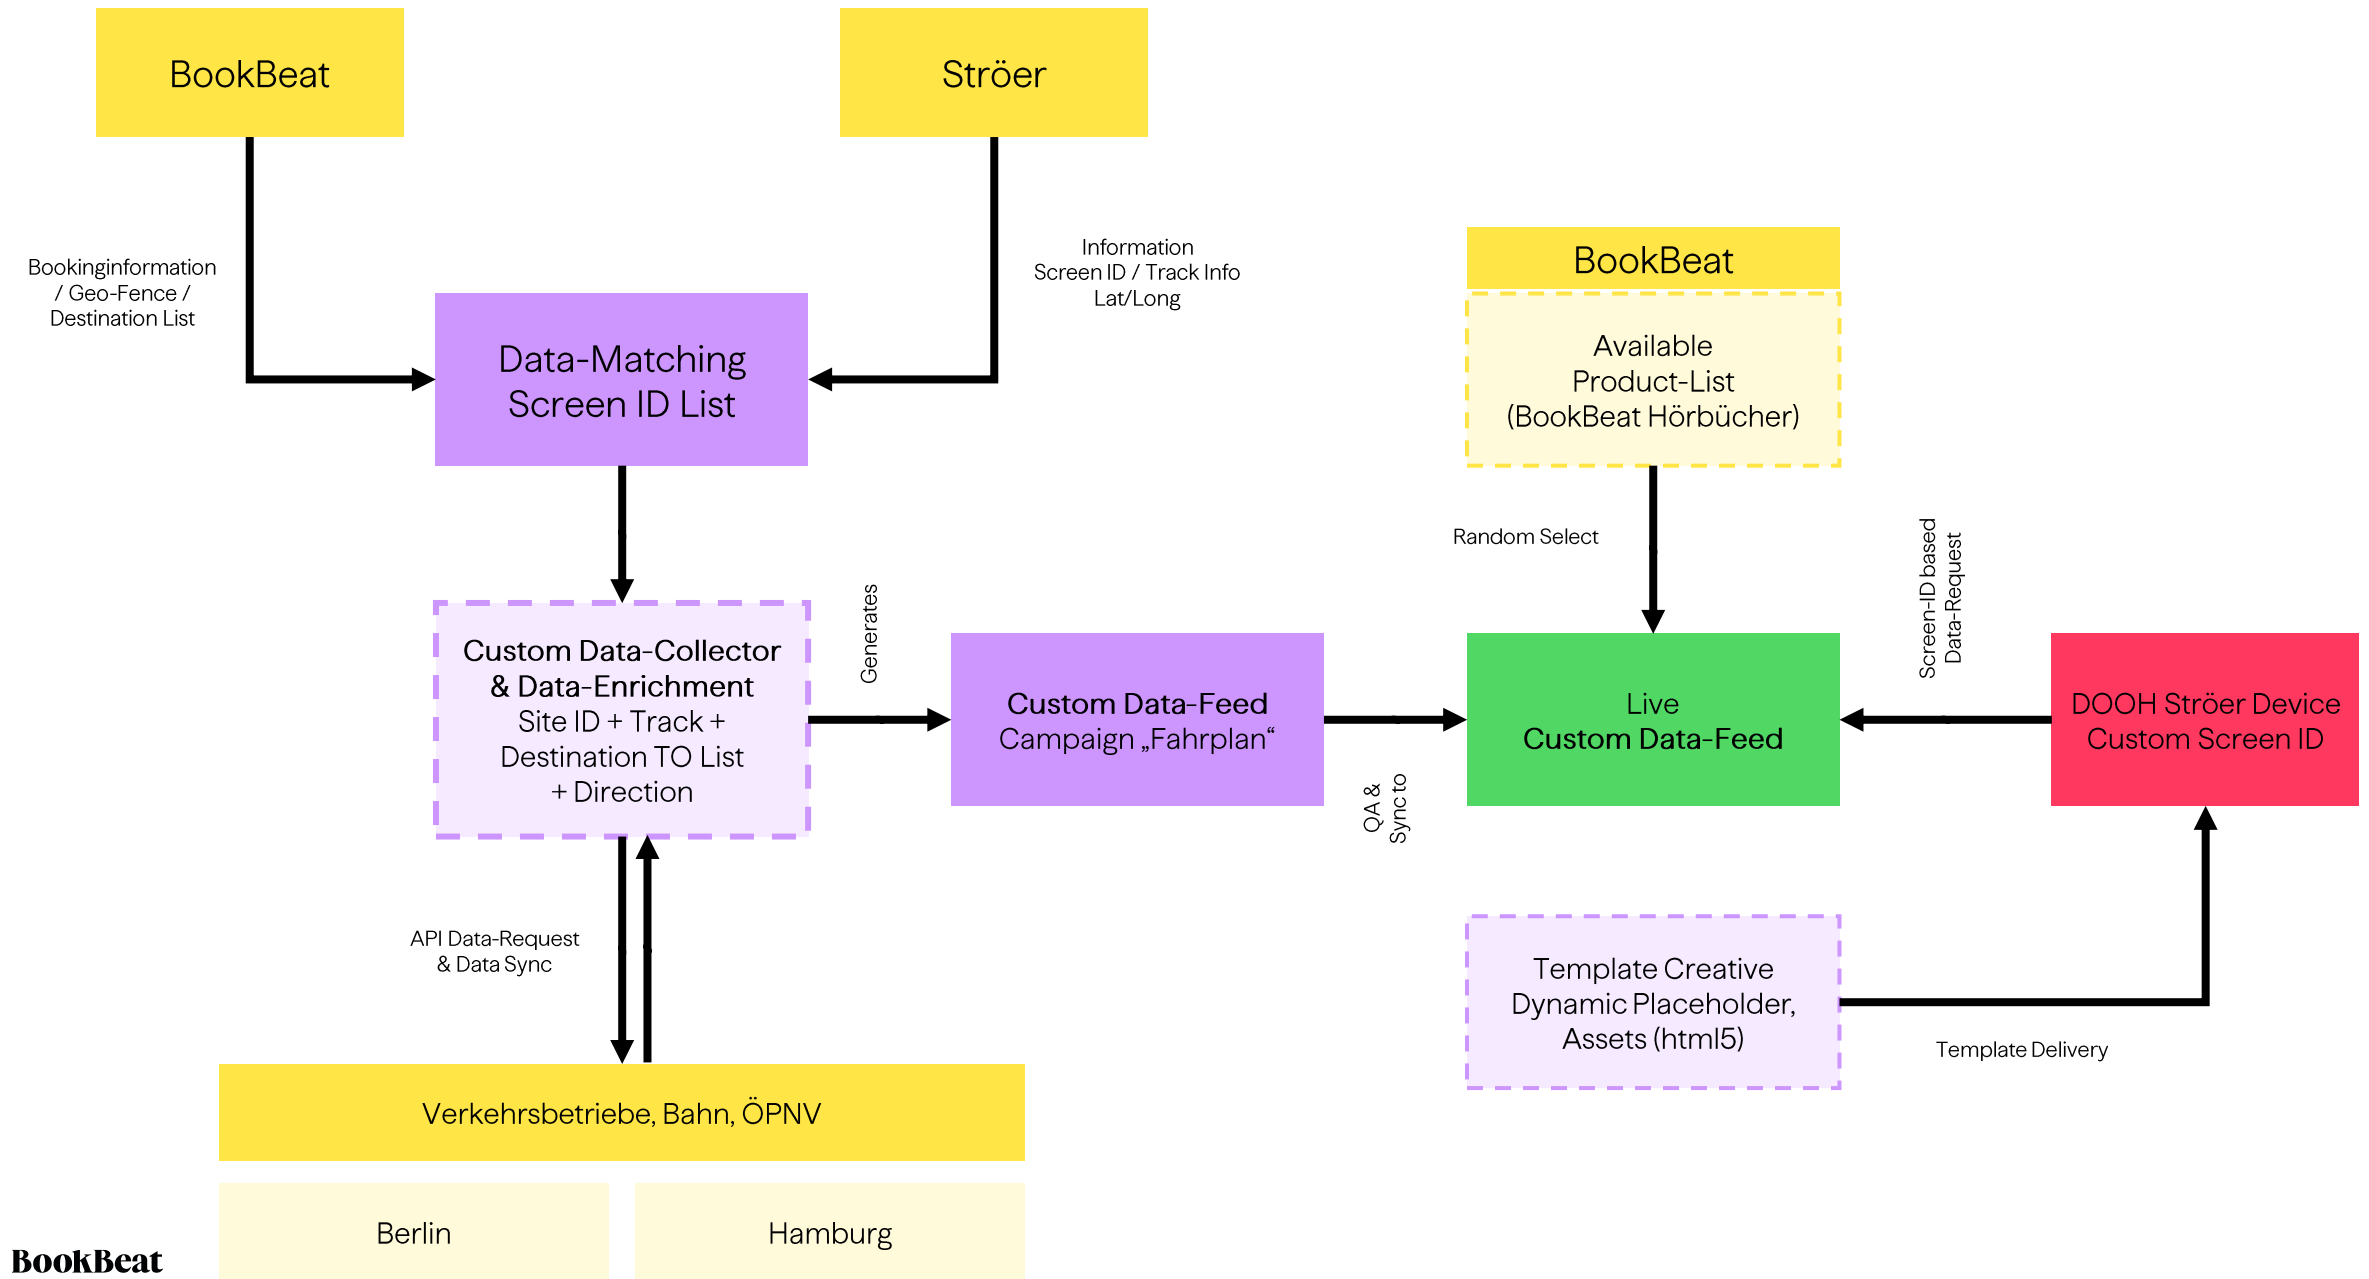 BookBeat
Ströer
Bookinginformation
/ Geo-Fence /
Destination List
Information
Screen ID / Track Info
Lat/Long
Data-Matching
Screen ID List
BookBeat
Available
Product-List
(BookBeat Hörbücher)
Random Select
Screen-ID based
Data-Request
Custom Data-Collector
& Data-Enrichment
Site ID + Track +
Destination TO List
+ Direction
Generates
Custom Data-Feed
Campaign „Fahrplan“
QA &
Sync to
Live
Custom Data-Feed
DOOH Ströer Device
Custom Screen ID
API Data-Request
& Data Sync
Template Creative
Dynamic Placeholder,
Assets (html5)
Template Delivery
Verkehrsbetriebe, Bahn, ÖPNV
Berlin
Hamburg
BookBeat